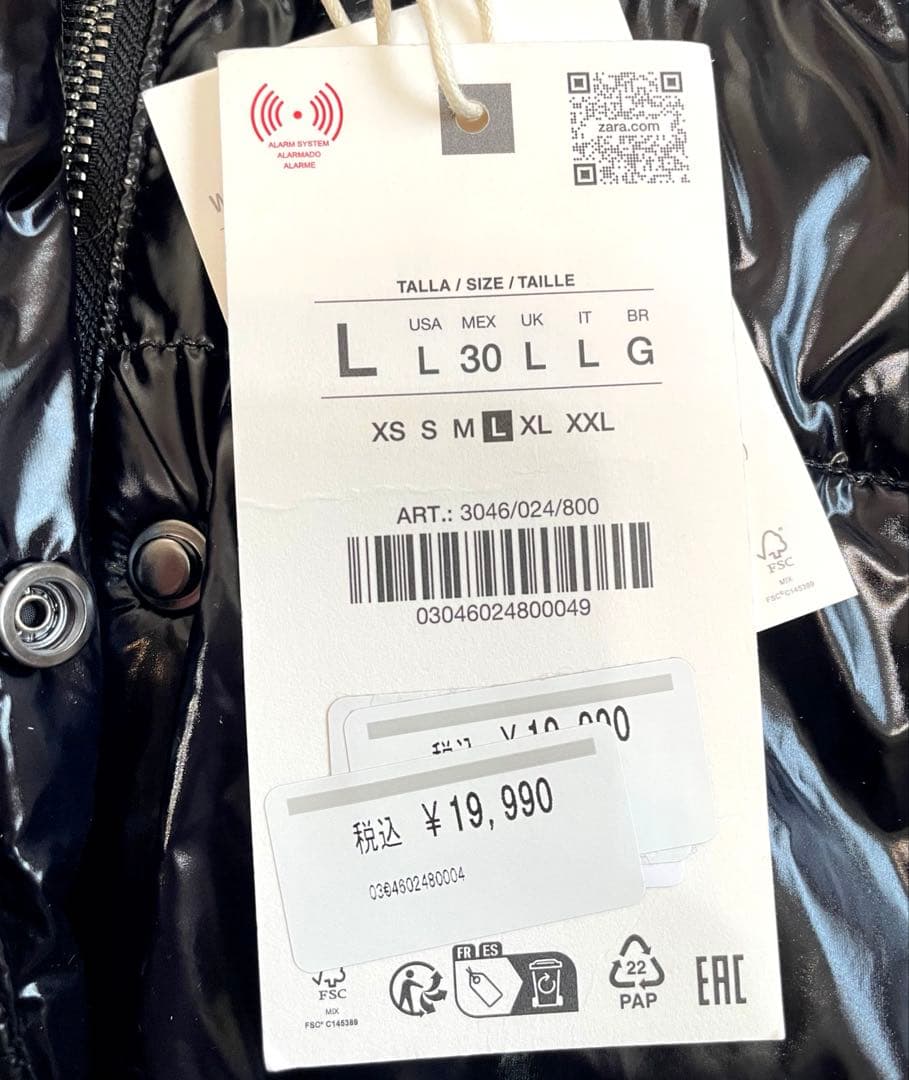 ALARM SYSTEM
ALARMADO
ALARME
zara.com
TALLA / SIZE / TAILLE
USA MEX UK IT BR
L L 30 L L G
XS S M L XL XXL
ART.: 3046/024/800
03046024800049
税込 ¥19,990
0304602480004
FR ES
FSC
MIX
FSC® C145389
22
PAP
EAC
FSC
MIX
FSC® C145389